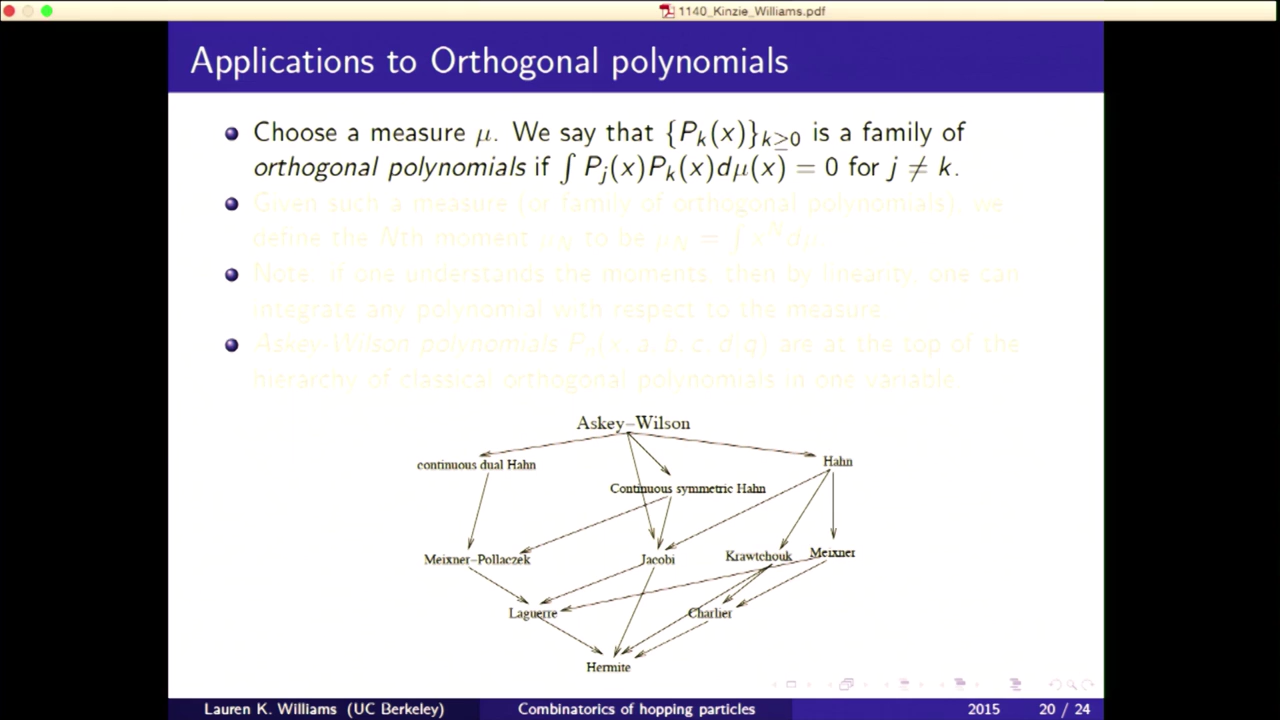 1140_Kinzie_Williams.pdf
Applications to Orthogonal polynomials
Choose a measure μ. We say that {P_k(x)}_{k≥0} is a family of
orthogonal polynomials if ∫ P_j(x)P_k(x)dμ(x) = 0 for j ≠ k.
Given such a measure (or family of orthogonal polynomials), we
define the Nth moment μ_N to be μ_N = ∫ x^N dμ
Note: if one understands the moments, then by linearity, one can
integrate any polynomial with respect to the measure
Askey-Wilson polynomials P_n(x; a, b, c, d; q) are at the top of the
hierarchy of classical orthogonal polynomials in one variable
Askey–Wilson
continuous dual Hahn
Hahn
Continuous symmetric Hahn
Meixner–Pollaczek
Jacobi
Krawtchouk
Meixner
Laguerre
Charlier
Hermite
Lauren K. Williams (UC Berkeley)
Combinatorics of hopping particles
2015
20 / 24